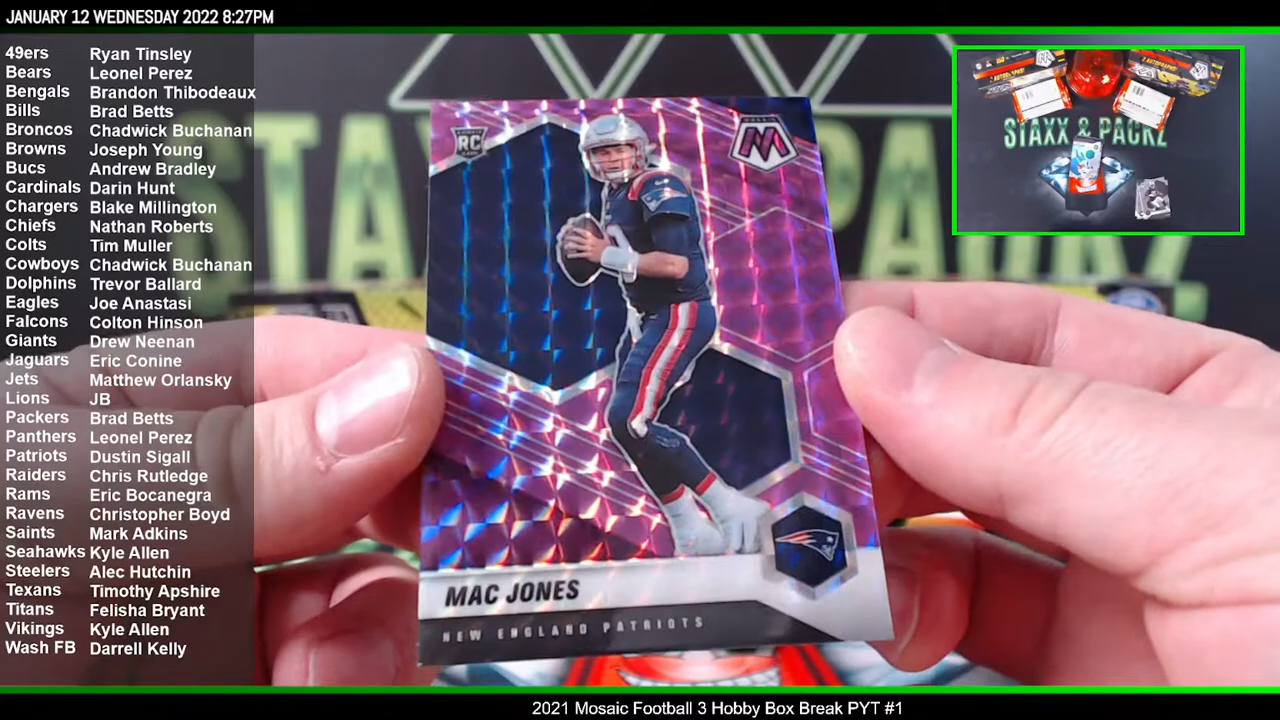 JANUARY 12 WEDNESDAY 2022 8:27PM
49ers Ryan Tinsley
Bears Leonel Perez
Bengals Brandon Thibodeaux
Bills Brad Betts
Broncos Chadwick Buchanan
Browns Joseph Young
Bucs Andrew Bradley
Cardinals Darin Hunt
Chargers Blake Millington
Chiefs Nathan Roberts
Colts Tim Muller
Cowboys Chadwick Buchanan
Dolphins Trevor Ballard
Eagles Joe Anastasi
Falcons Colton Hinson
Giants Drew Neenan
Jaguars Eric Conine
Jets Matthew Orlansky
Lions JB
Packers Brad Betts
Panthers Leonel Perez
Patriots Dustin Sigall
Raiders Chris Rutledge
Rams Eric Bocanegra
Ravens Christopher Boyd
Saints Mark Adkins
Seahawks Kyle Allen
Steelers Alec Hutchin
Texans Timothy Apshire
Titans Felisha Bryant
Vikings Kyle Allen
Wash FB Darrell Kelly
RC
MOSAIC
M
MAC JONES
NEW ENGLAND PATRIOTS
STAXX & PACKZ
2021 Mosaic Football 3 Hobby Box Break PYT #1